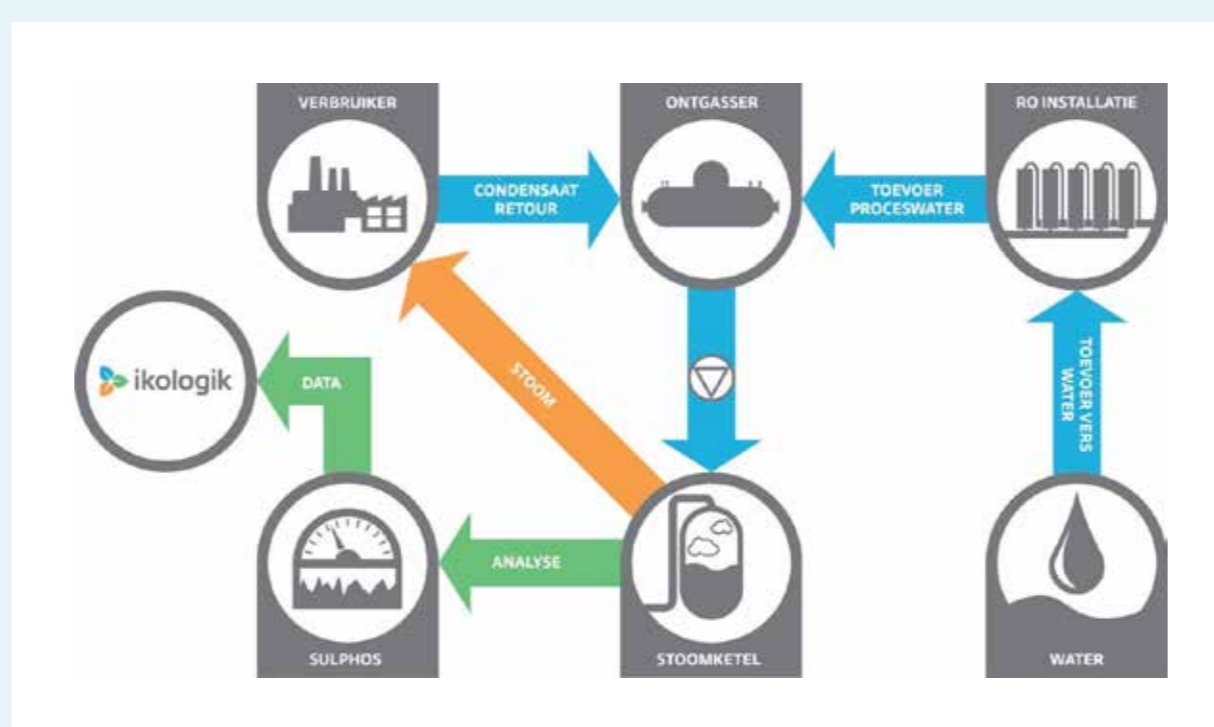 VERBRUIKER
ONTGASSER
RO INSTALLATIE
CONDENSAAT
RETOUR
TOEVOER
PROCESWATER
ikologik
DATA
STOOM
TOEVOER VERS
WATER
ANALYSE
SULPHOS
STOOMKETEL
WATER